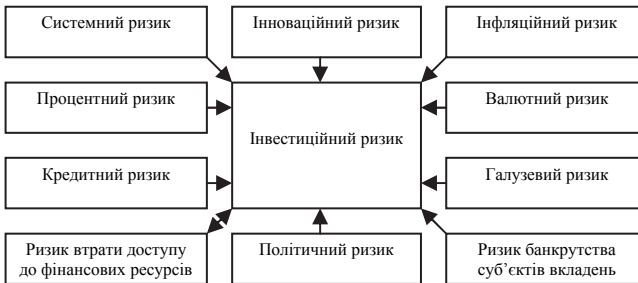 Системний ризик
Інноваційний ризик
Інфляційний ризик
Процентний ризик
Валютний ризик
Інвестиційний ризик
Кредитний ризик
Галузевий ризик
Ризик втрати доступу
до фінансових ресурсів
Політичний ризик
Ризик банкрутства
суб’єктів вкладень